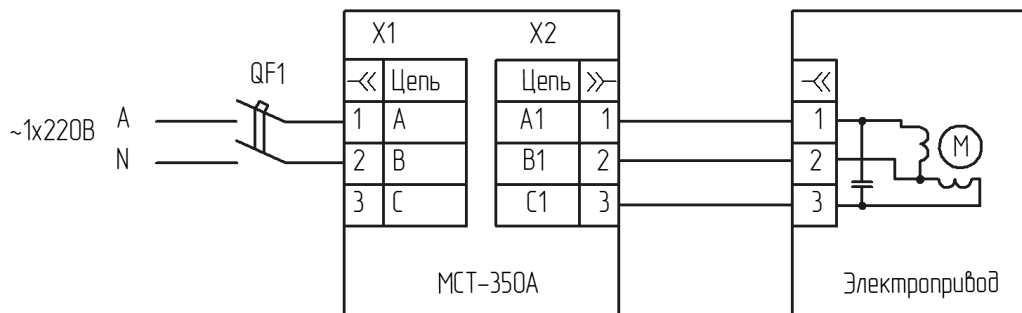 X1 X2
QF1 Цепь Цепь
~1x220В A 1 A A1 1 1 M
N 2 B B1 2 2
3 C C1 3 3
МСТ-350А Электропривод